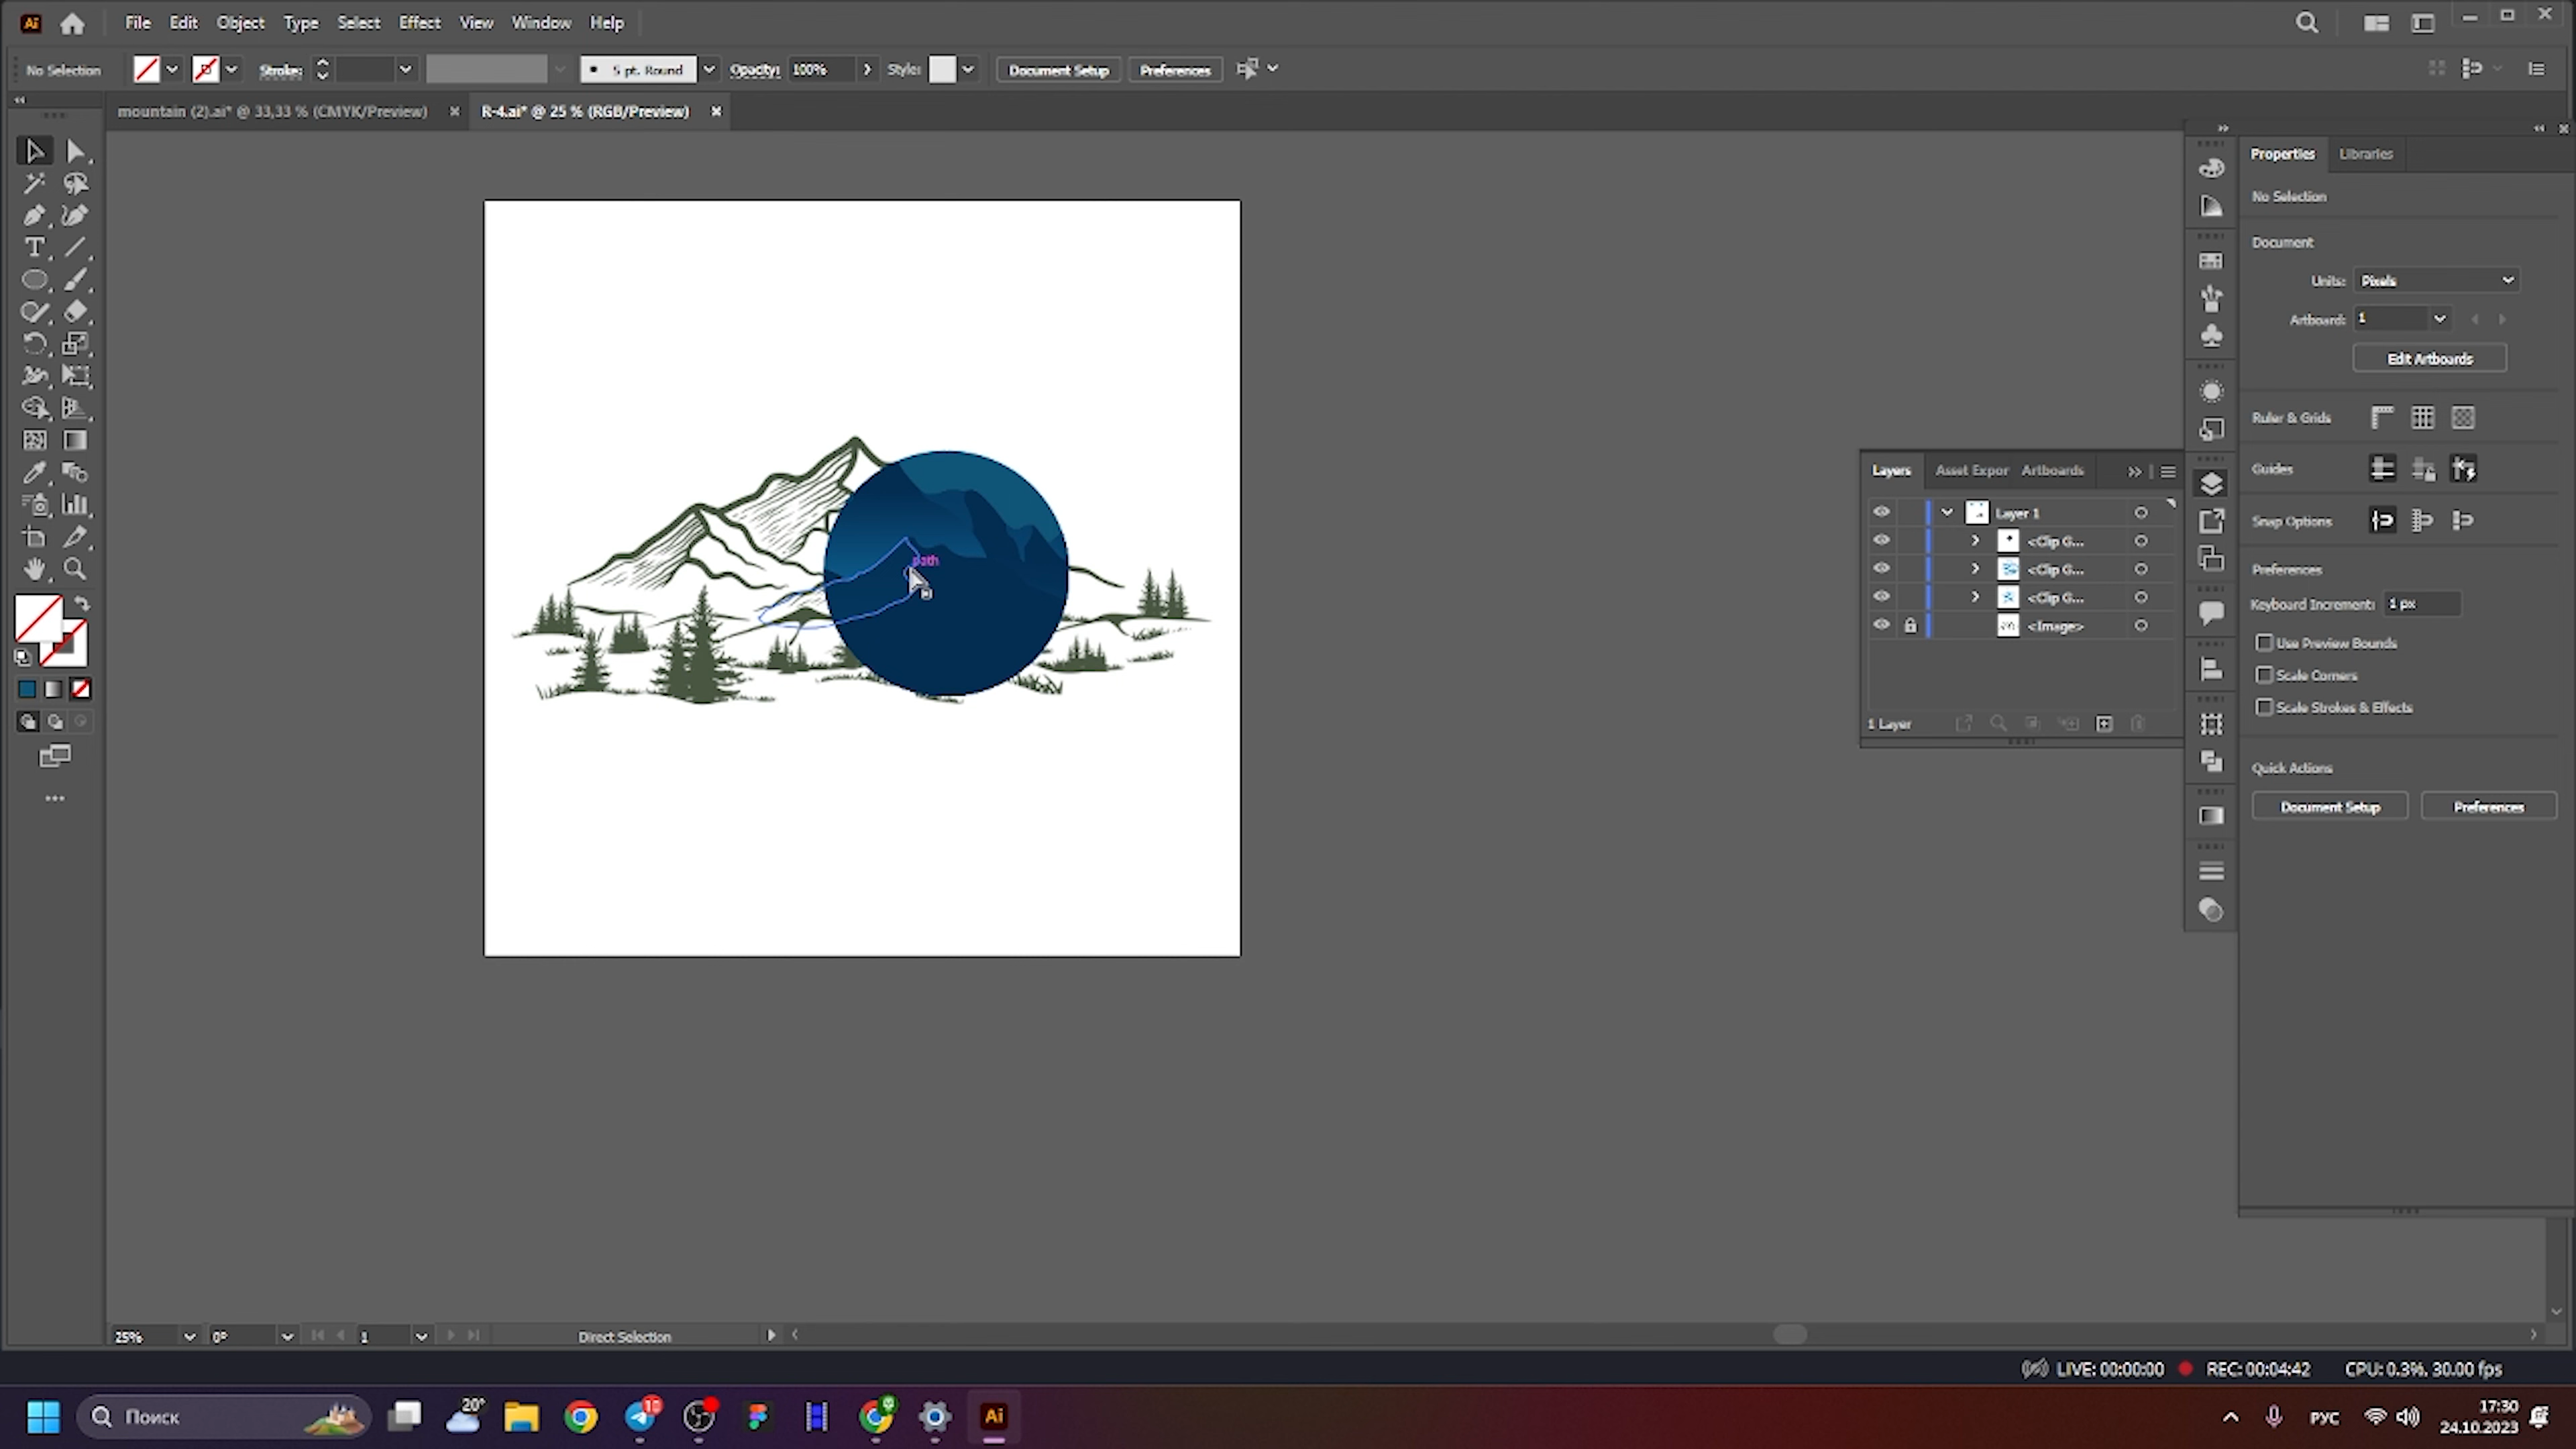 Ai File Edit Object Type Select Effect View Window Help
No Selection Stroke: 5 pt. Round Opacity: 100% Style: Document Setup Preferences
mountain (2).ai* @ 33,33 % (CMYK/Preview) R-4.ai* @ 25 % (RGB/Preview)
Properties Libraries
No Selection
Document
Units: Pixels
Artboard: 1
Edit Artboards
Ruler & Grids
Guides
Snap Options
Preferences
Keyboard Increment: 1 px
Use Preview Bounds
Scale Corners
Scale Strokes & Effects
Quick Actions
Document Setup Preferences
Layers Asset Expor Artboards
Layer 1
<Clip G...
<Clip G...
<Clip G...
<Image>
1 Layer
path
25% 0° 1 Direct Selection
LIVE: 00:00:00 REC: 00:04:42 CPU: 0.3%, 30.00 fps
Поиск 20° Ai РУС 17:30
24.10.2023